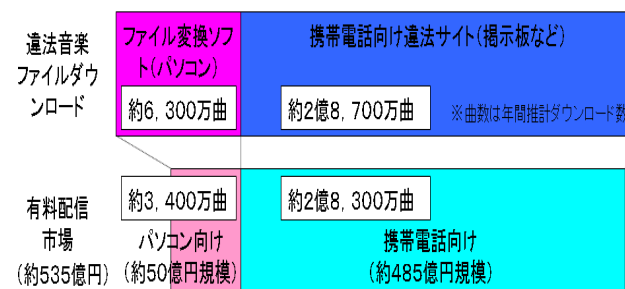 違法音楽
ファイルダウ
ンロード
ファイル変換ソフ
ト(パソコン)
約6,300万曲
携帯電話向け違法サイト(掲示板など)
約2億8,700万曲
※曲数は年間推計ダウンロード数
有料配信
市場
(約535億円)
約3,400万曲
パソコン向け
(約50億円規模)
約2億8,300万曲
携帯電話向け
(約485億円規模)